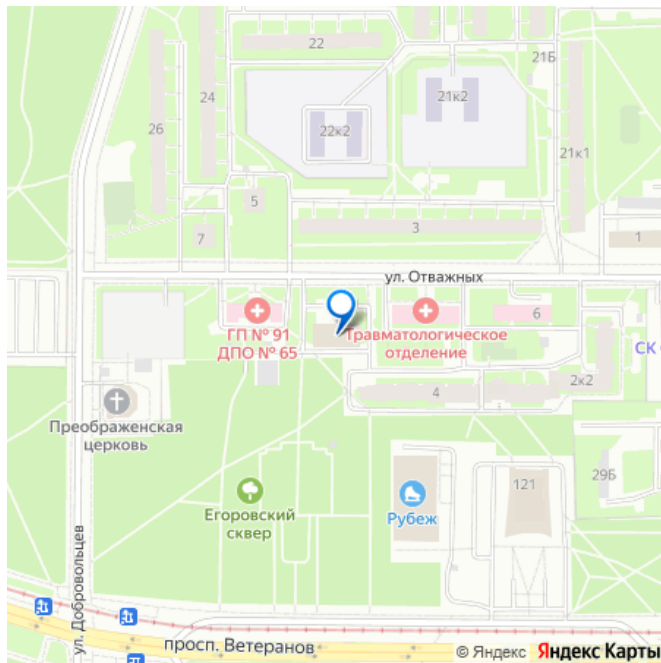 22
21Б
24
21к2
26
22к2
21к1
5
3
7
1
ул. Отважных
ГП № 91
ДПО № 65
Травматологическое
отделение
6
СК
2к2
4
Преображенская
церковь
29Б
121
Егоровский
сквер
Рубеж
ул. Добровольцев
просп. Ветеранов
© Яндекс Яндекс Карты